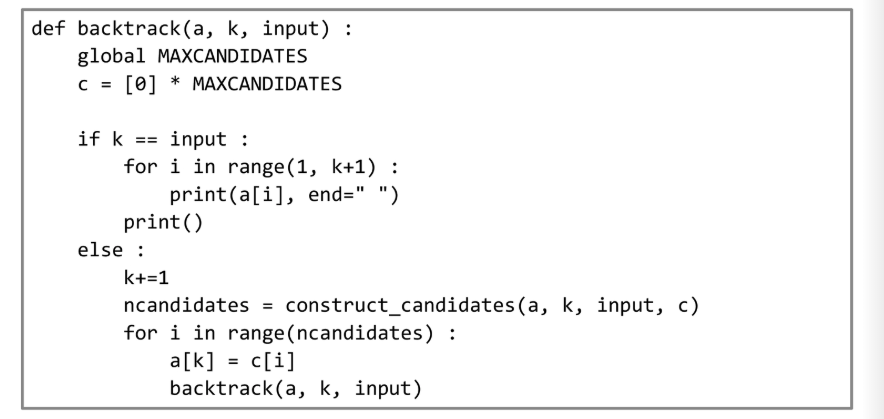 def backtrack(a, k, input) :
    global MAXCANDIDATES
    c = [0] * MAXCANDIDATES

    if k == input :
        for i in range(1, k+1) :
            print(a[i], end=" ")
        print()
    else :
        k+=1
        ncandidates = construct_candidates(a, k, input, c)
        for i in range(ncandidates) :
            a[k] = c[i]
            backtrack(a, k, input)